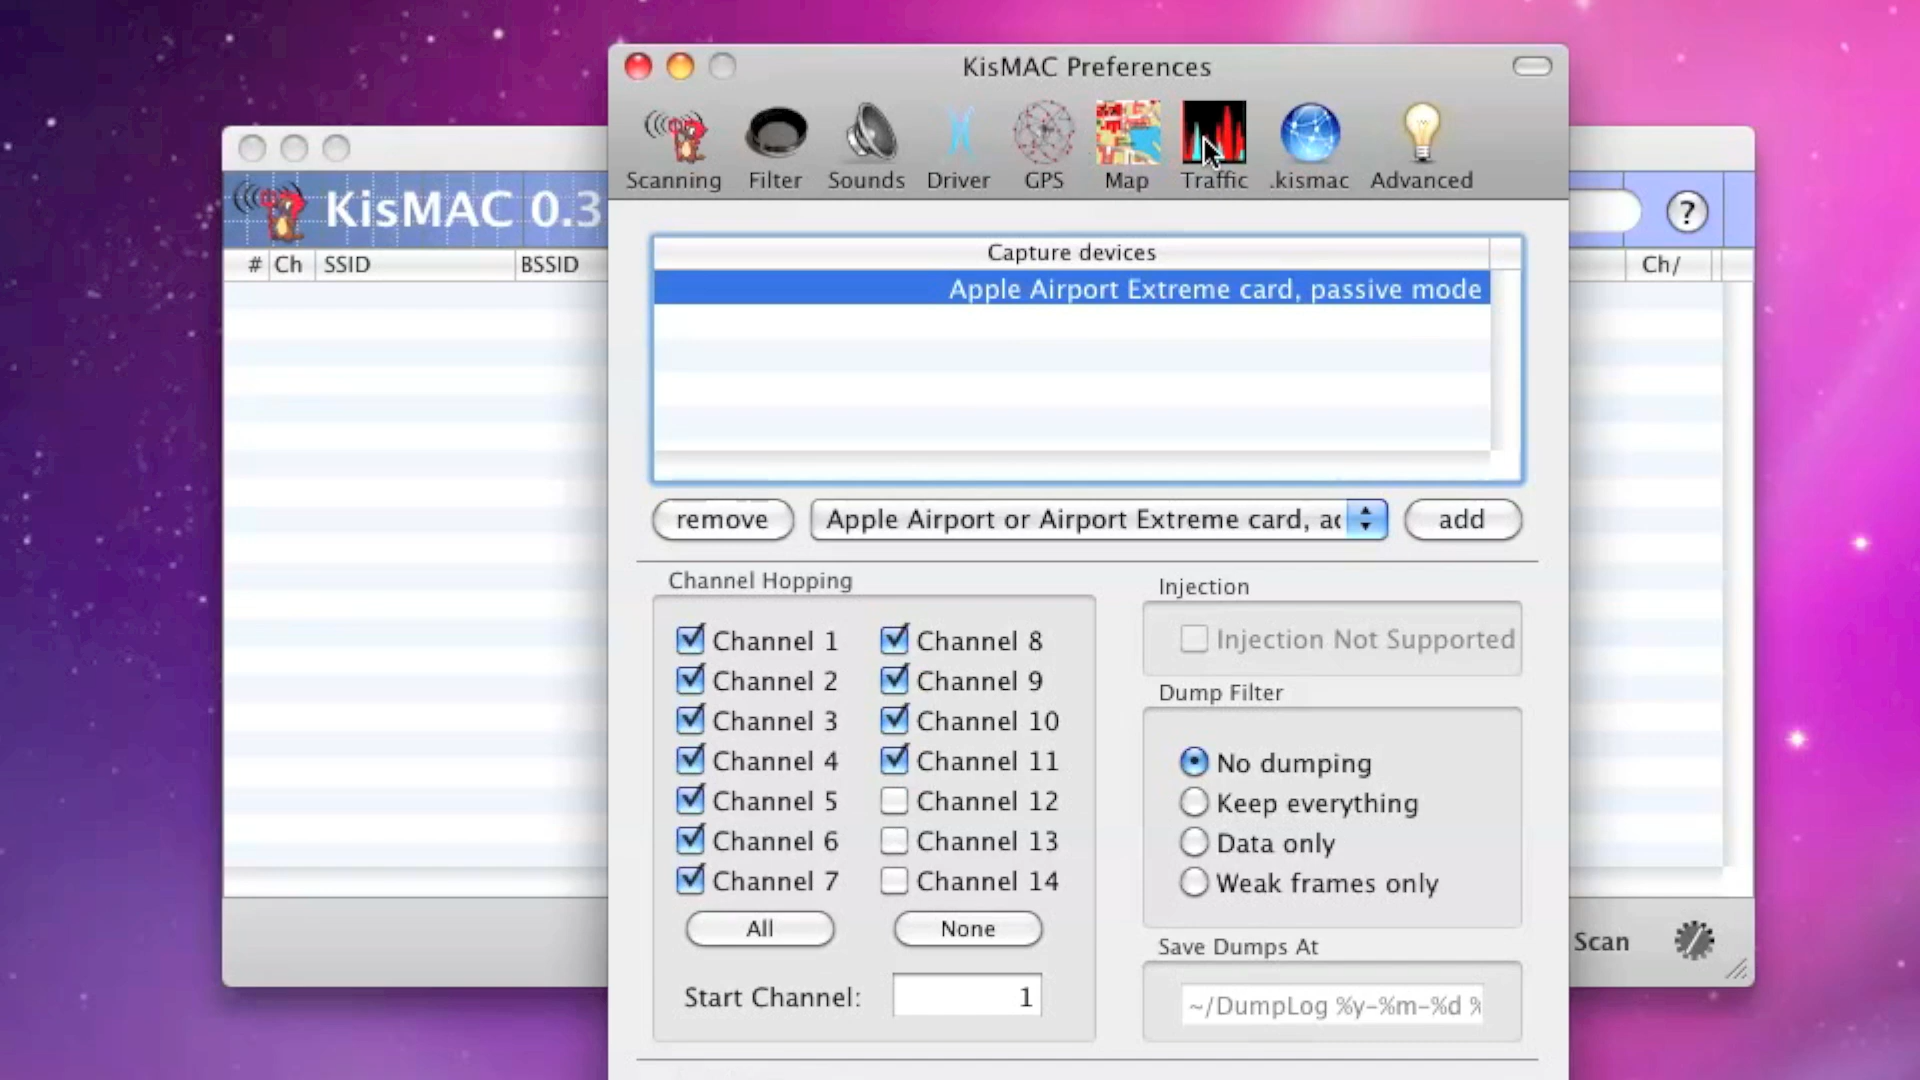 KisMAC Preferences
Scanning Filter Sounds Driver GPS Map Traffic .kismac Advanced
KisMAC 0.3
?
# Ch SSID BSSID
Ch/
Capture devices
Apple Airport Extreme card, passive mode
remove
Apple Airport or Airport Extreme card, ac
add
Channel Hopping
Channel 1
Channel 2
Channel 3
Channel 4
Channel 5
Channel 6
Channel 7
Channel 8
Channel 9
Channel 10
Channel 11
Channel 12
Channel 13
Channel 14
All
None
Start Channel: 1
Injection
Injection Not Supported
Dump Filter
No dumping
Keep everything
Data only
Weak frames only
Save Dumps At
~/DumpLog %y-%m-%d %
Scan